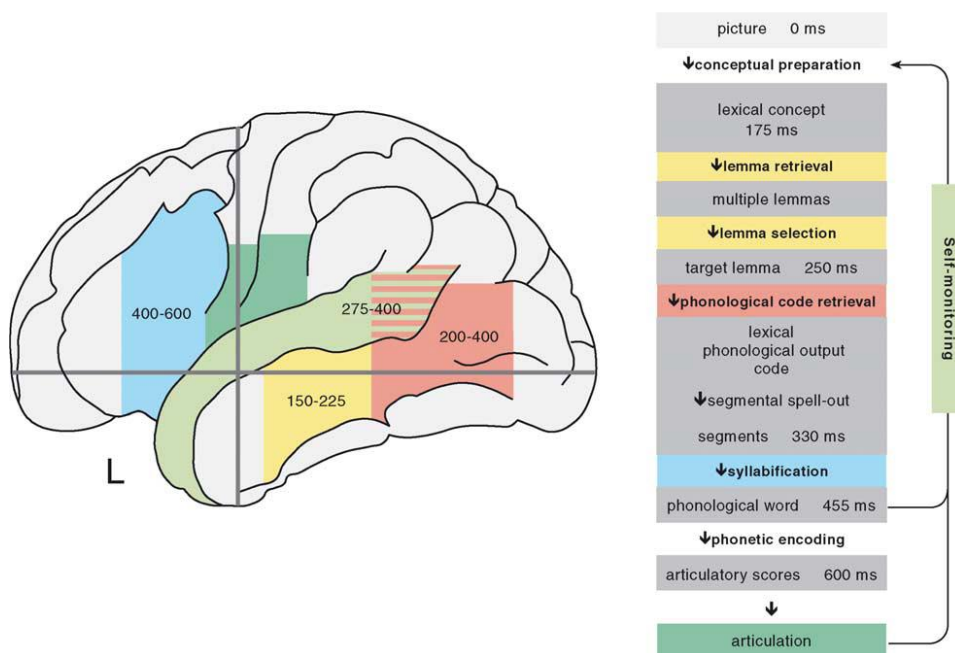 400-600
275-400
200-400
150-225
L
picture 0 ms
↓conceptual preparation
lexical concept
175 ms
↓lemma retrieval
multiple lemmas
↓lemma selection
target lemma 250 ms
↓phonological code retrieval
lexical
phonological output
code
↓segmental spell-out
segments 330 ms
↓syllabification
phonological word 455 ms
↓phonetic encoding
articulatory scores 600 ms
↓
articulation
Self-monitoring